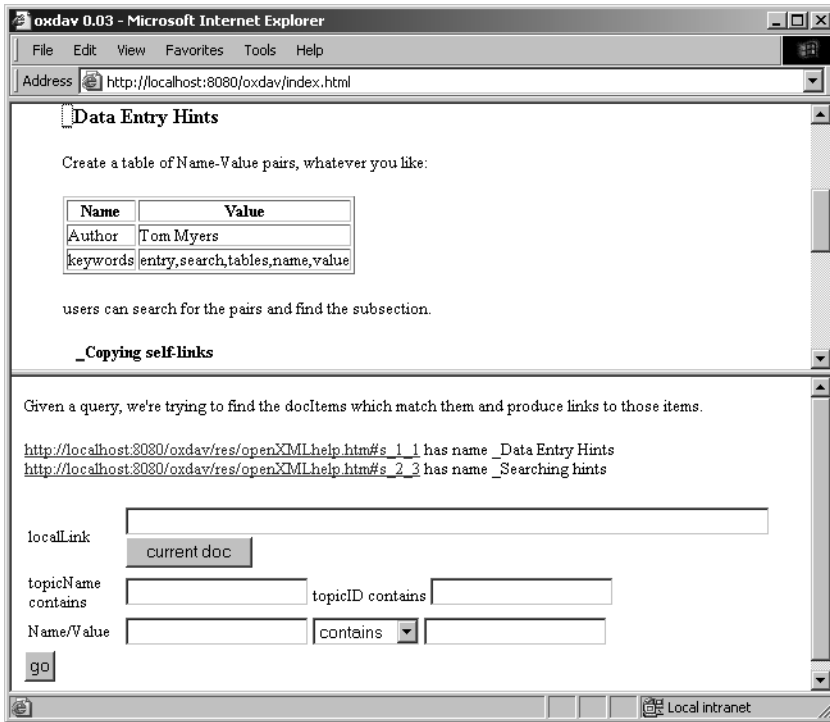 oxdav 0.03 - Microsoft Internet Explorer
File Edit View Favorites Tools Help
Address http://localhost:8080/oxdav/index.html
_Data Entry Hints
Create a table of Name-Value pairs, whatever you like:
Name Value
Author Tom Myers
keywords entry,search,tables,name,value
users can search for the pairs and find the subsection.
_Copying self-links
Given a query, we're trying to find the docItems which match them and produce links to those items.
http://localhost:8080/oxdav/res/openXMLhelp.htm#s_1_1 has name _Data Entry Hints
http://localhost:8080/oxdav/res/openXMLhelp.htm#s_2_3 has name _Searching hints
localLink
current doc
topicName
contains topicID contains
Name/Value contains
go
Local intranet